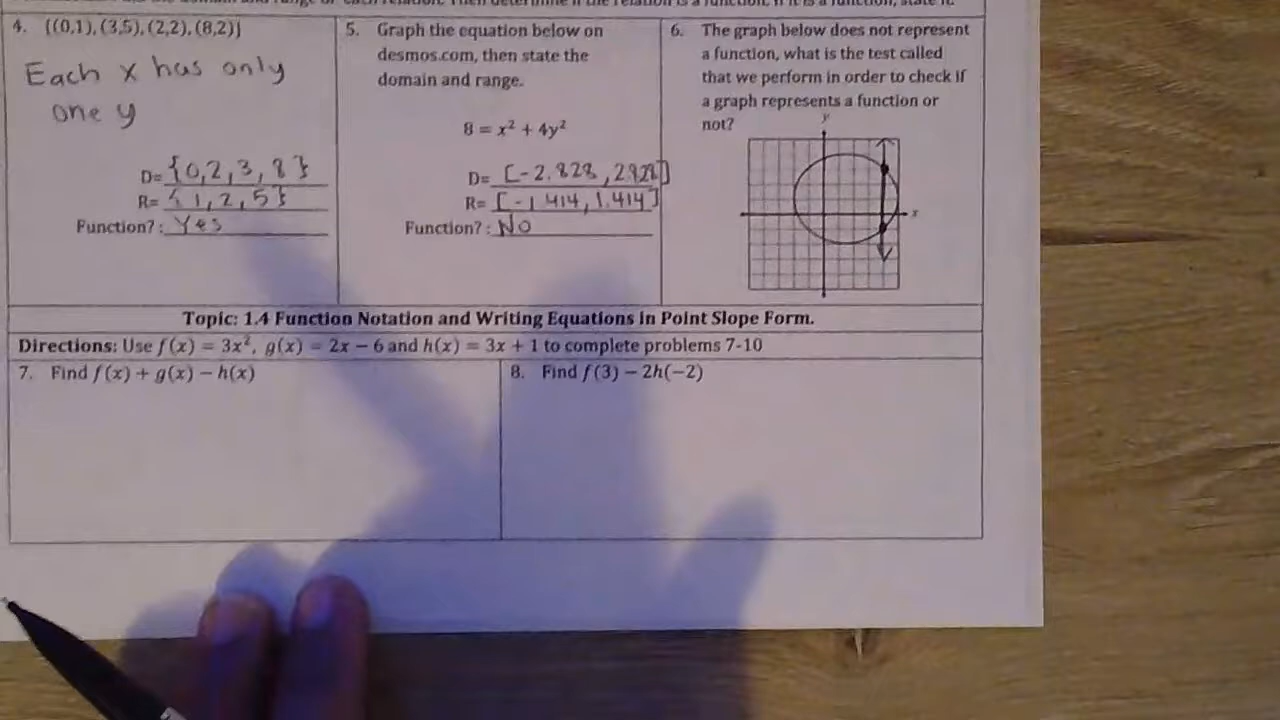 4. {(0,1),(3,5),(2,2),(8,2)}
Each x has only
one y
D= {0,2,3,8}
R= {1,2,5}
Function?: Yes
5. Graph the equation below on
desmos.com, then state the
domain and range.
8 = x² + 4y²
D= [-2.828,2.828]
R= [-1.414,1.414]
Function?: No
6. The graph below does not represent
a function, what is the test called
that we perform in order to check if
a graph represents a function or
not?
y
x
Topic: 1.4 Function Notation and Writing Equations in Point Slope Form.
Directions: Use f(x) = 3x², g(x) = 2x − 6 and h(x) = 3x + 1 to complete problems 7-10
7. Find f(x) + g(x) − h(x)
8. Find f(3) − 2h(−2)